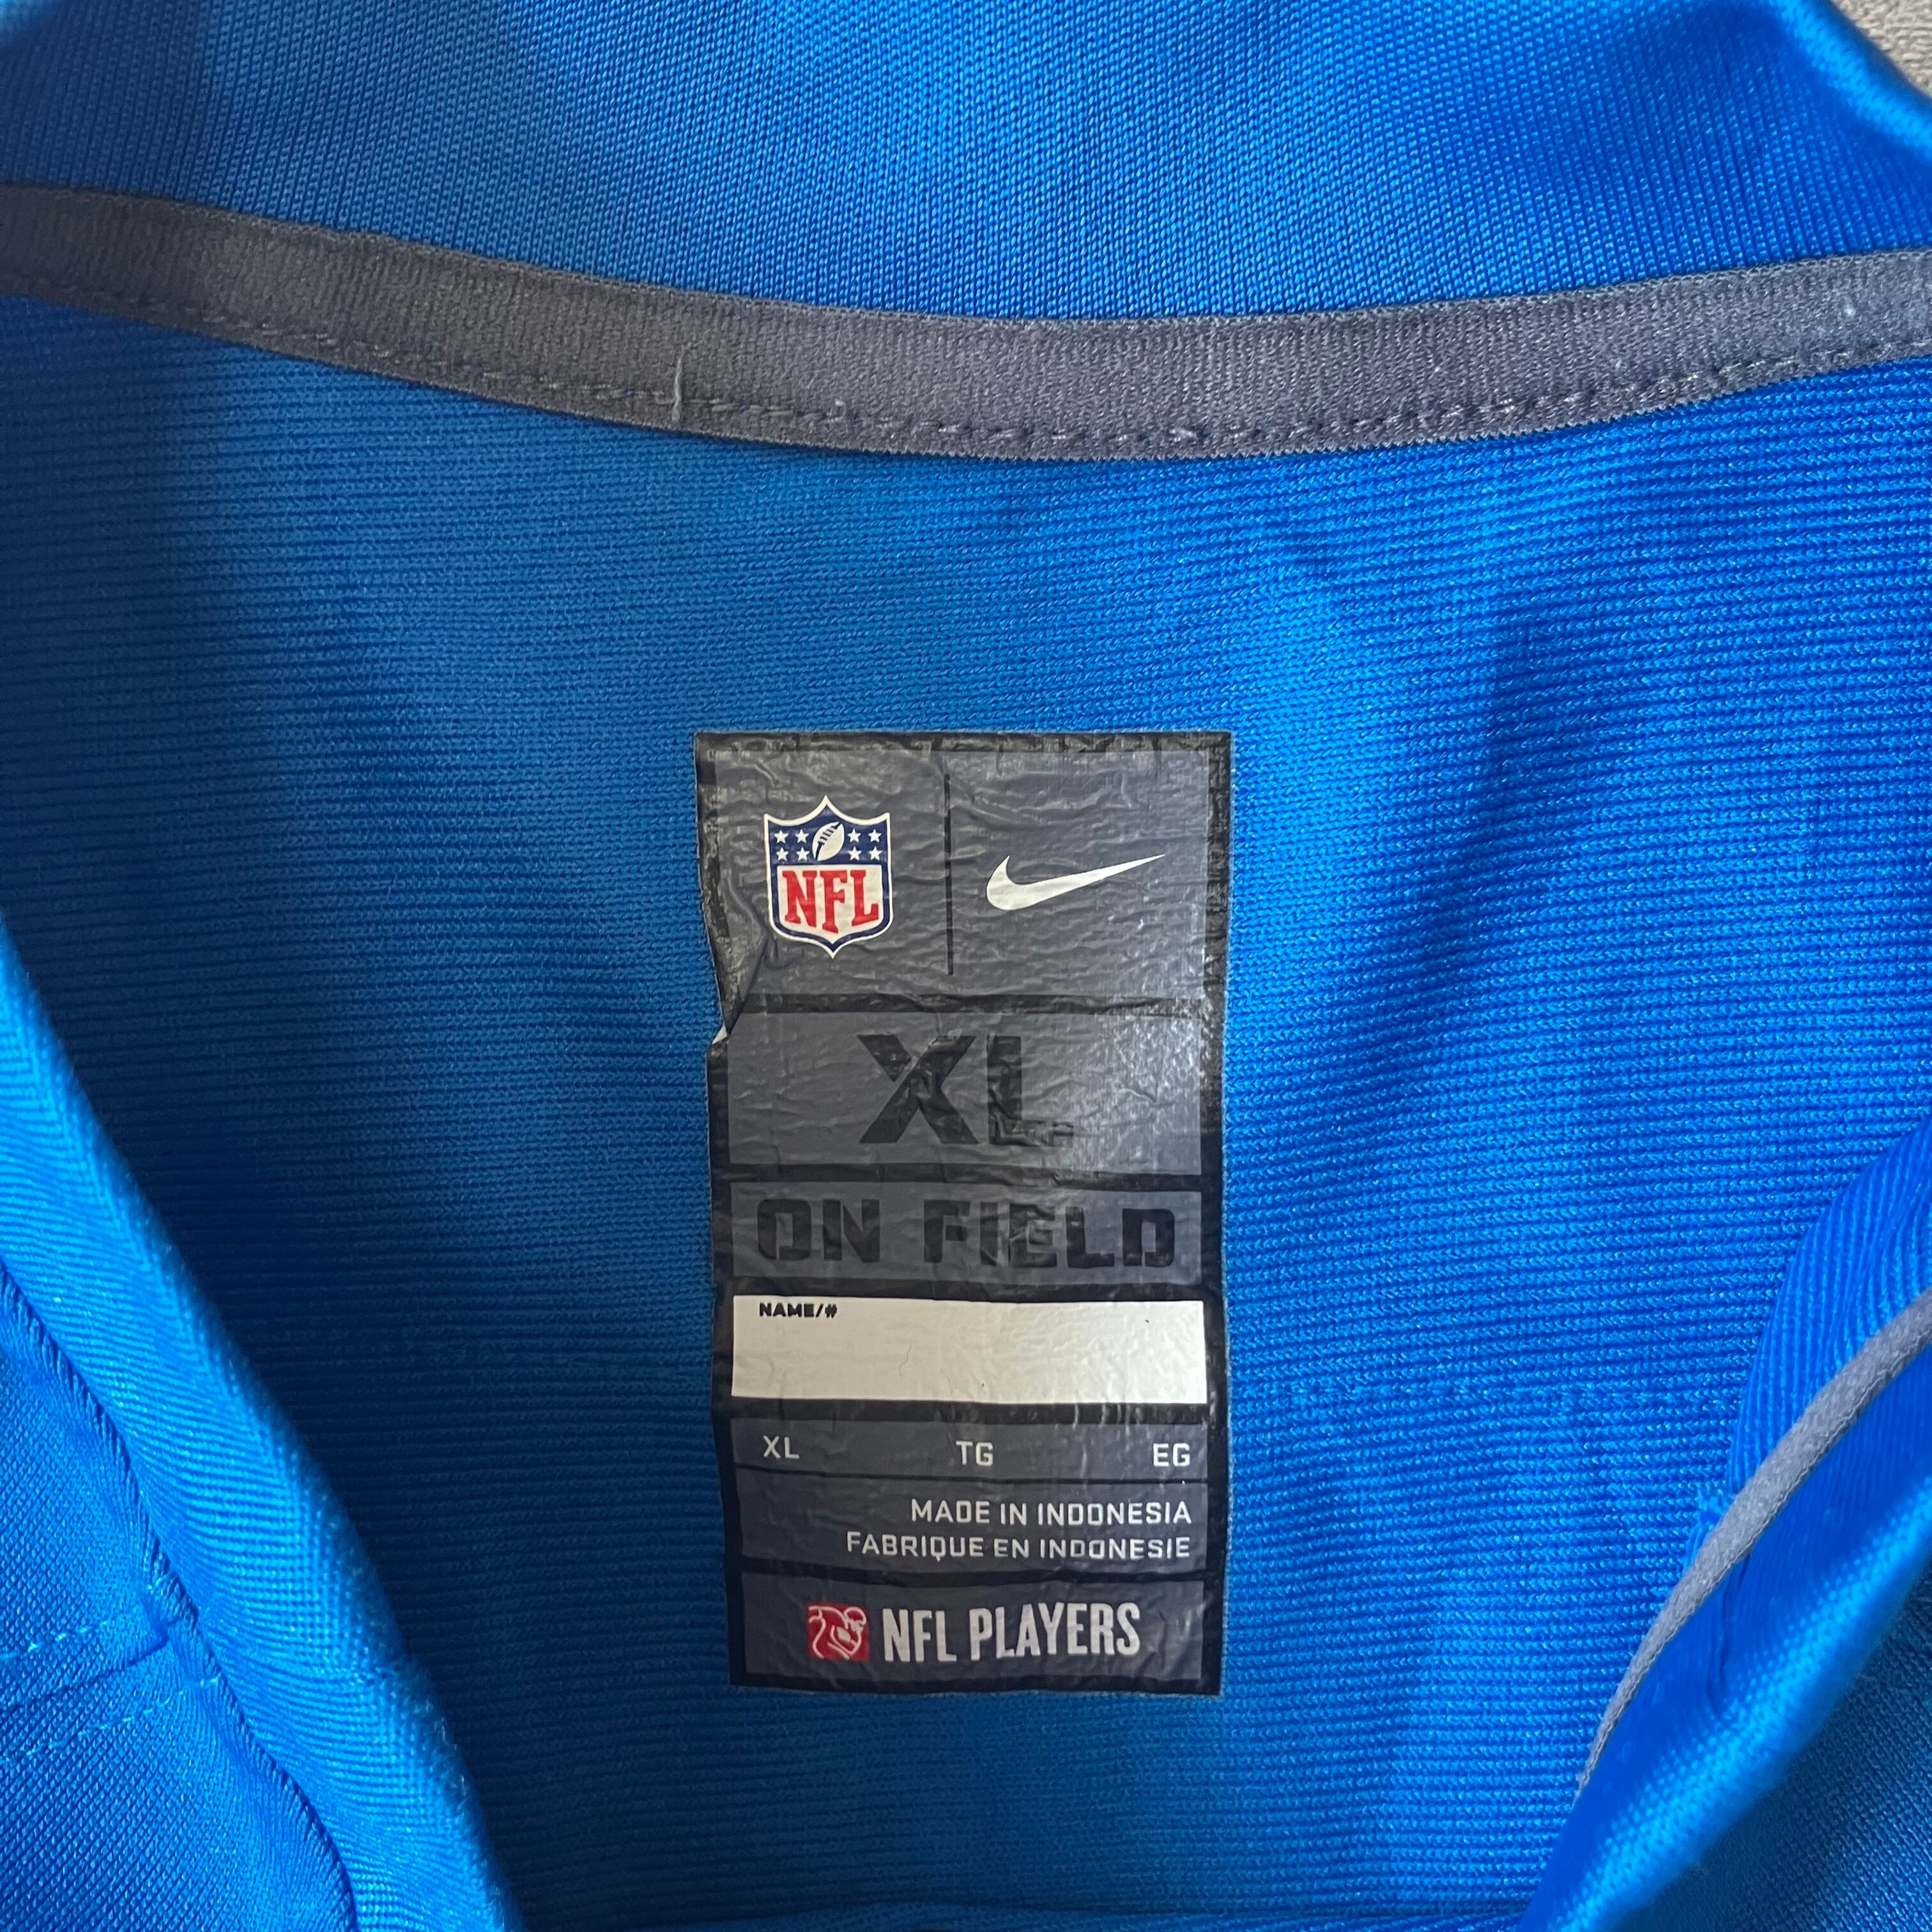 NFL
XL
ON FIELD
NAME/#
XL TG EG
MADE IN INDONESIA
FABRIQUE EN INDONESIE
NFL PLAYERS